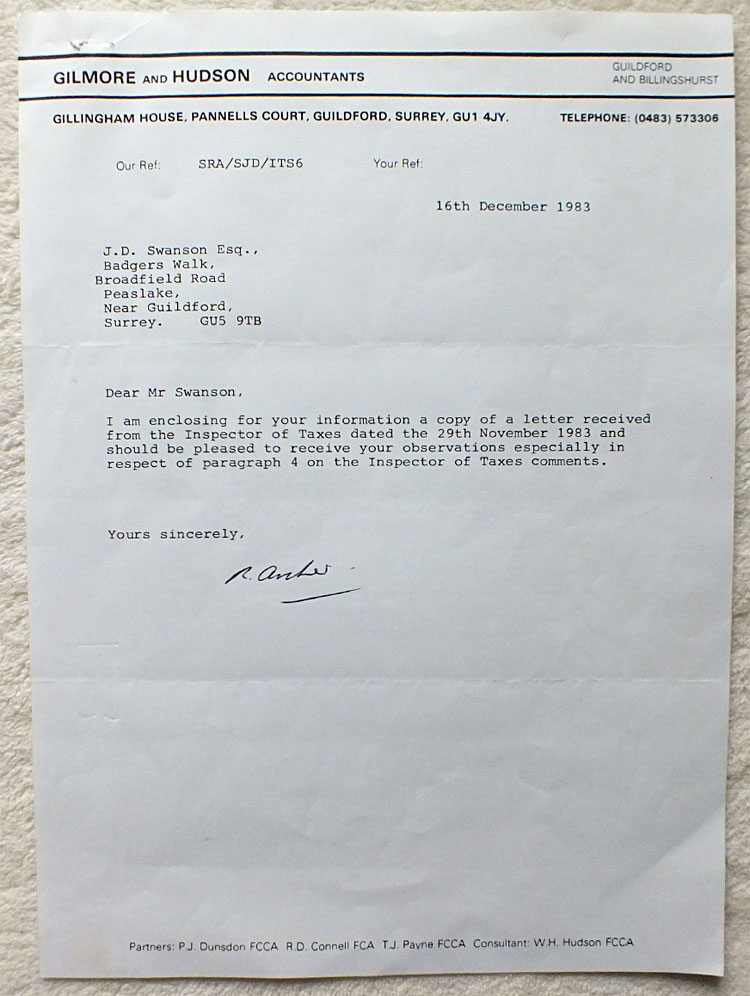 GILMORE AND HUDSON ACCOUNTANTS
GUILDFORD
AND BILLINGSHURST
GILLINGHAM HOUSE, PANNELLS COURT, GUILDFORD, SURREY, GU1 4JY.
TELEPHONE: (0483) 573306
Our Ref: SRA/SJD/ITS6 Your Ref:
16th December 1983
J.D. Swanson Esq.,
Badgers Walk,
Broadfield Road
Peaslake,
Near Guildford,
Surrey. GU5 9TB
Dear Mr Swanson,
I am enclosing for your information a copy of a letter received
from the Inspector of Taxes dated the 29th November 1983 and
should be pleased to receive your observations especially in
respect of paragraph 4 on the Inspector of Taxes comments.
Yours sincerely,
Partners: P.J. Dunsdon FCCA R.D. Connell FCA T.J. Payne FCCA Consultant: W.H. Hudson FCCA